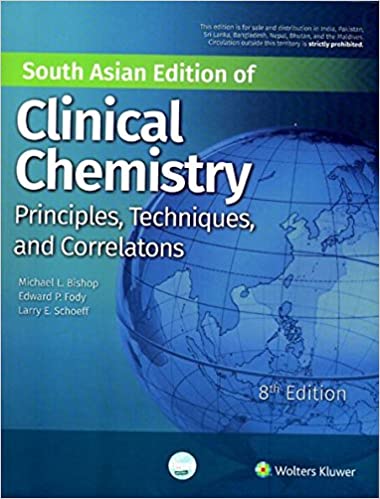 This edition is for sale and distribution in India, Pakistan,
Sri Lanka, Bangladesh, Nepal, Bhutan, and the Maldives.
Circulation outside this territory is strictly prohibited.
South Asian Edition of
Clinical
Chemistry
Principles, Techniques,
and Correlatons
Michael L. Bishop
Edward P. Fody
Larry E. Schoeff
8th Edition
Wolters Kluwer